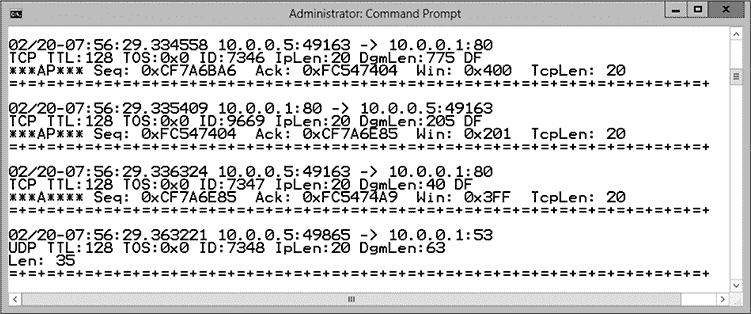 Administrator: Command Prompt
02/20-07:56:29.334558 10.0.0.5:49163 -> 10.0.0.1:80
TCP TTL:128 TOS:0x0 ID:7346 IpLen:20 DgmLen:775 DF
***AP*** Seq: 0xCF7A6BA6  Ack: 0xFC547404  Win: 0x400  TcpLen: 20
=+=+=+=+=+=+=+=+=+=+=+=+=+=+=+=+=+=+=+=+=+=+=+=+=+=+=+=+=+=+=+=+=+=+=+=+=+
02/20-07:56:29.335409 10.0.0.1:80 -> 10.0.0.5:49163
TCP TTL:128 TOS:0x0 ID:9669 IpLen:20 DgmLen:205 DF
***AP*** Seq: 0xFC547404  Ack: 0xCF7A6E85  Win: 0x201  TcpLen: 20
=+=+=+=+=+=+=+=+=+=+=+=+=+=+=+=+=+=+=+=+=+=+=+=+=+=+=+=+=+=+=+=+=+=+=+=+=+
02/20-07:56:29.336324 10.0.0.5:49163 -> 10.0.0.1:80
TCP TTL:128 TOS:0x0 ID:7347 IpLen:20 DgmLen:40 DF
***A**** Seq: 0xCF7A6E85  Ack: 0xFC5474A9  Win: 0x3FF  TcpLen: 20
=+=+=+=+=+=+=+=+=+=+=+=+=+=+=+=+=+=+=+=+=+=+=+=+=+=+=+=+=+=+=+=+=+=+=+=+=+
02/20-07:56:29.363221 10.0.0.5:49865 -> 10.0.0.1:53
UDP TTL:128 TOS:0x0 ID:7348 IpLen:20 DgmLen:63
Len: 35
=+=+=+=+=+=+=+=+=+=+=+=+=+=+=+=+=+=+=+=+=+=+=+=+=+=+=+=+=+=+=+=+=+=+=+=+=+